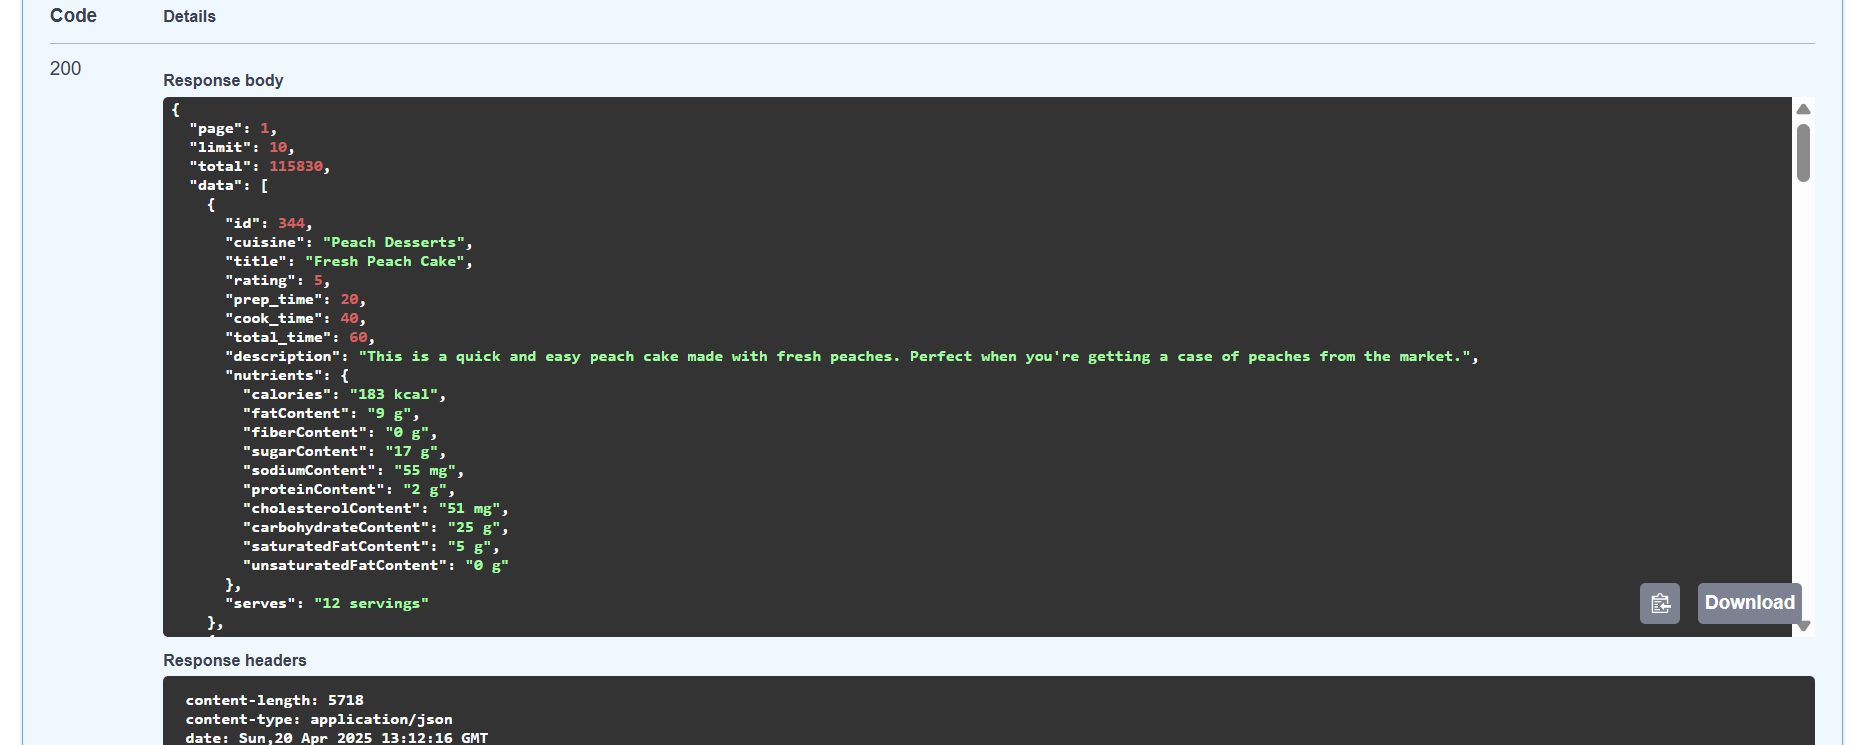 Code Details
200
Response body
{
"page": 1,
"limit": 10,
"total": 115830,
"data": [
{
"id": 344,
"cuisine": "Peach Desserts",
"title": "Fresh Peach Cake",
"rating": 5,
"prep_time": 20,
"cook_time": 40,
"total_time": 60,
"description": "This is a quick and easy peach cake made with fresh peaches. Perfect when you're getting a case of peaches from the market.",
"nutrients": {
"calories": "183 kcal",
"fatContent": "9 g",
"fiberContent": "0 g",
"sugarContent": "17 g",
"sodiumContent": "55 mg",
"proteinContent": "2 g",
"cholesterolContent": "51 mg",
"carbohydrateContent": "25 g",
"saturatedFatContent": "5 g",
"unsaturatedFatContent": "0 g"
},
"serves": "12 servings"
},
Download
Response headers
content-length: 5718
content-type: application/json
date: Sun,20 Apr 2025 13:12:16 GMT